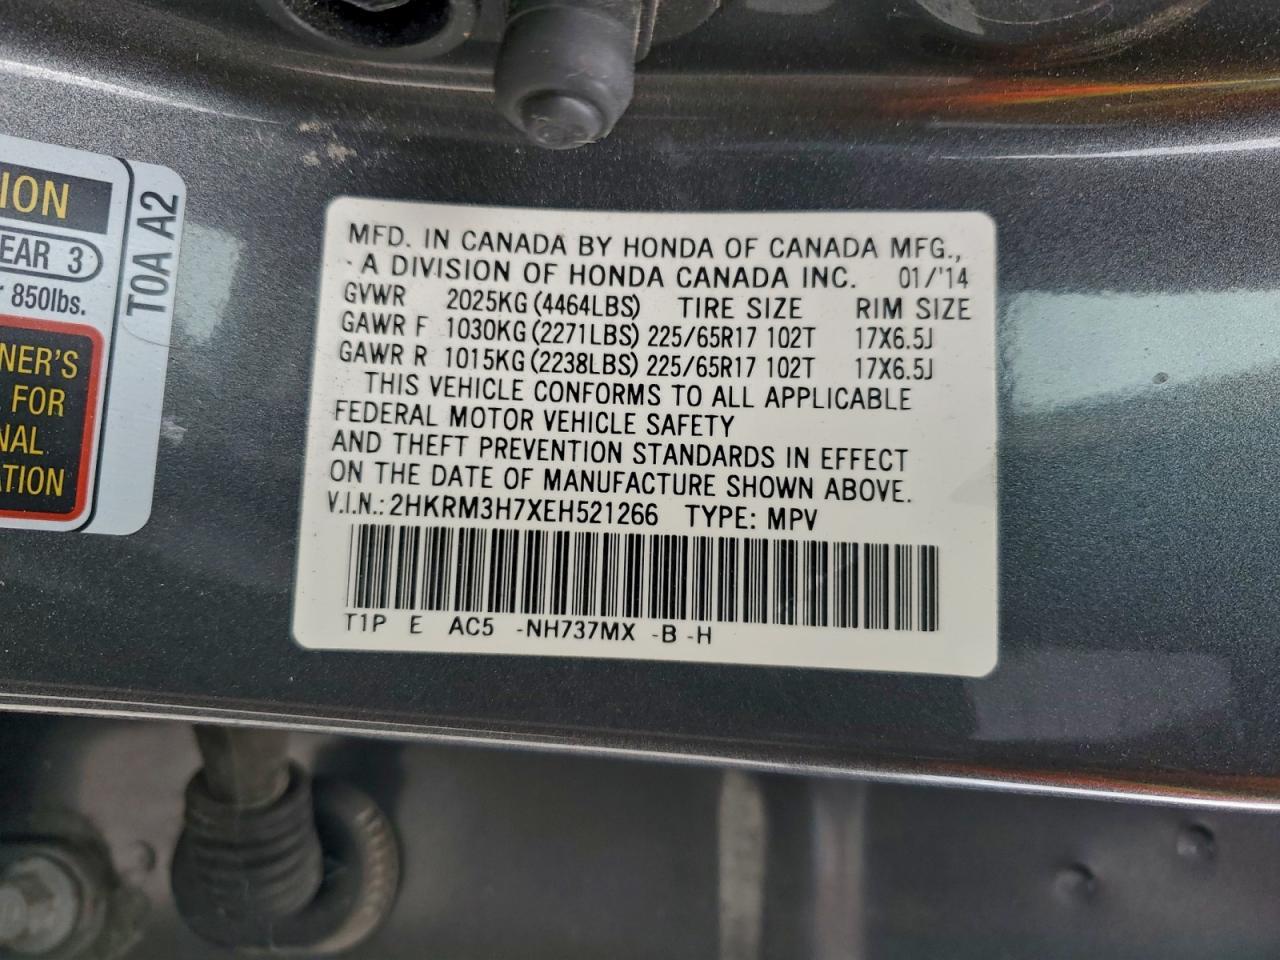 ION
EAR 3
850lbs.
NER'S
FOR
NAL
ATION
T0A A2
MFD. IN CANADA BY HONDA OF CANADA MFG.,
A DIVISION OF HONDA CANADA INC. 01/'14
GVWR 2025KG (4464LBS) TIRE SIZE RIM SIZE
GAWR F 1030KG (2271LBS) 225/65R17 102T 17X6.5J
GAWR R 1015KG (2238LBS) 225/65R17 102T 17X6.5J
THIS VEHICLE CONFORMS TO ALL APPLICABLE
FEDERAL MOTOR VEHICLE SAFETY
AND THEFT PREVENTION STANDARDS IN EFFECT
ON THE DATE OF MANUFACTURE SHOWN ABOVE.
V.I.N.: 2HKRM3H7XEH521266 TYPE: MPV
T1P E AC5 -NH737MX -B -H